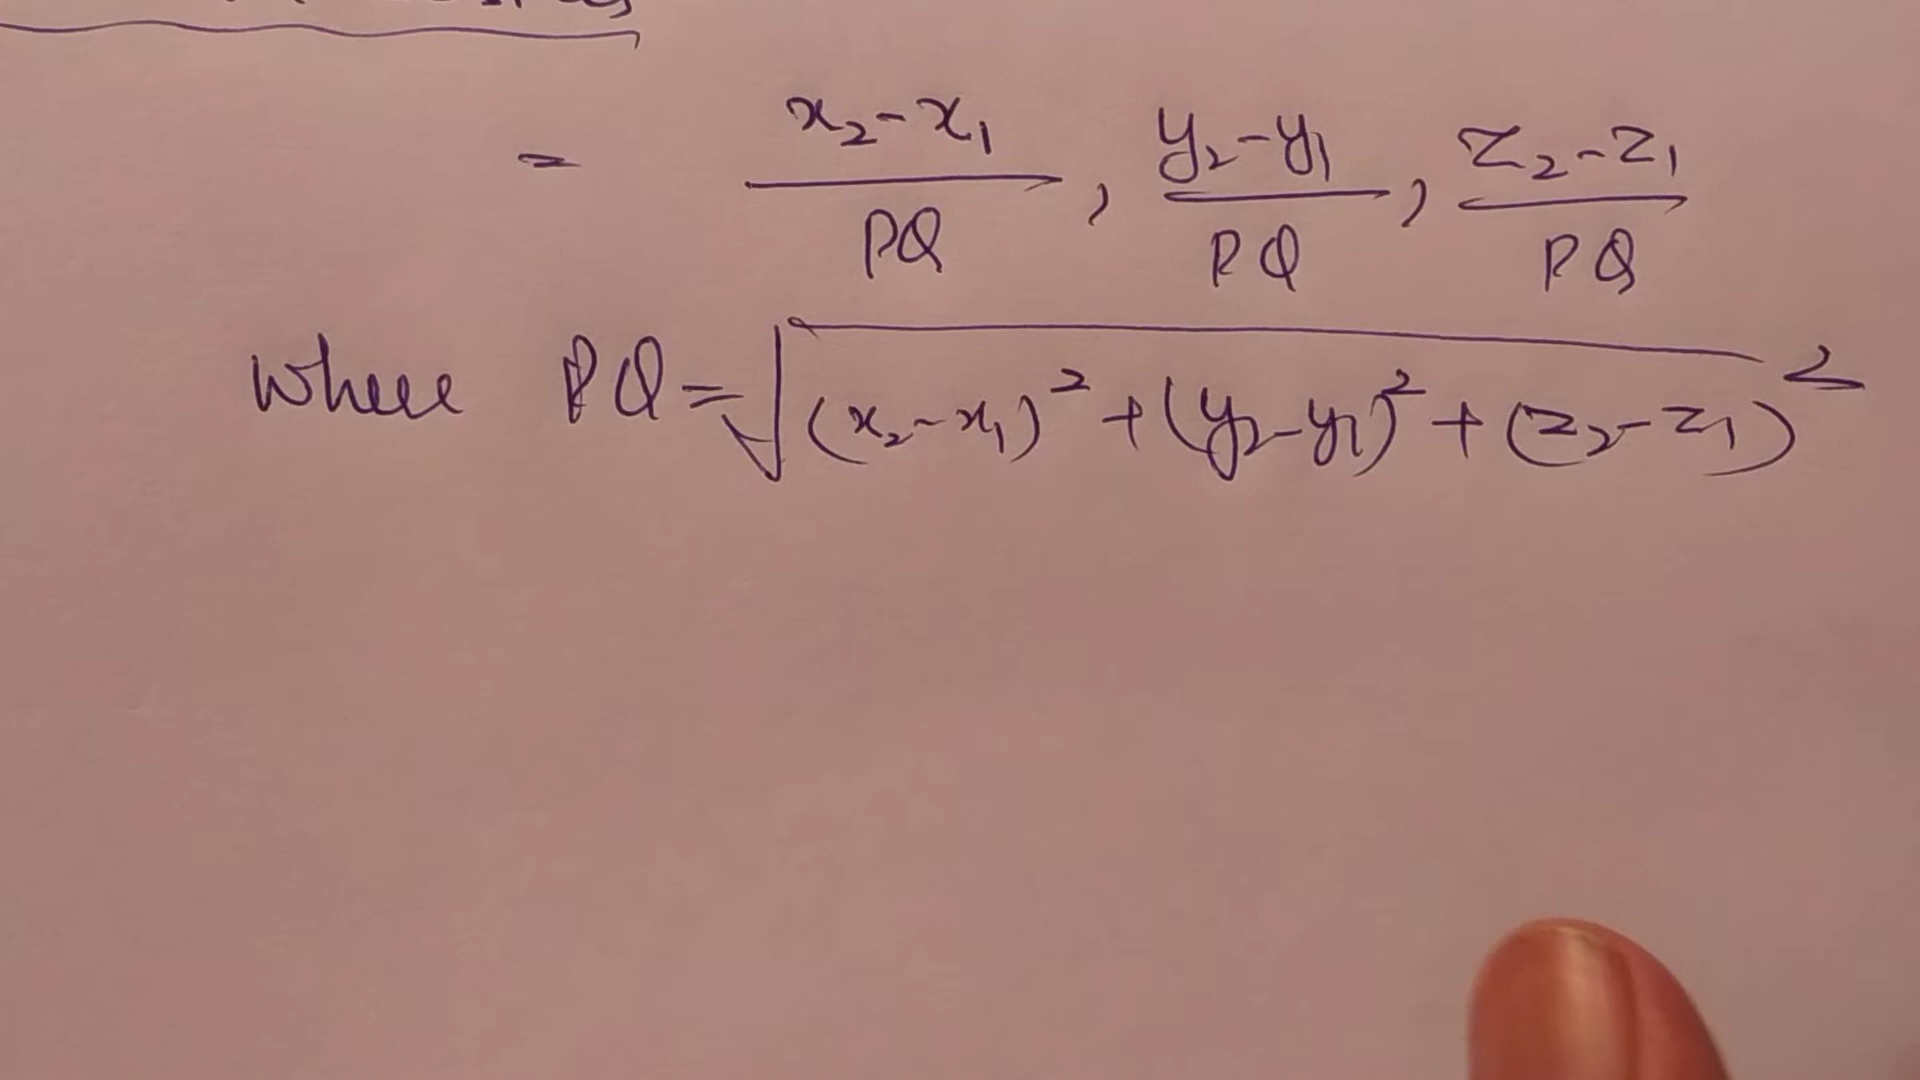 = x₂-x₁/PQ, y₂-y₁/PQ, z₂-z₁/PQ
where PQ=√(x₂-x₁)²+(y₂-y₁)²+(z₂-z₁)²